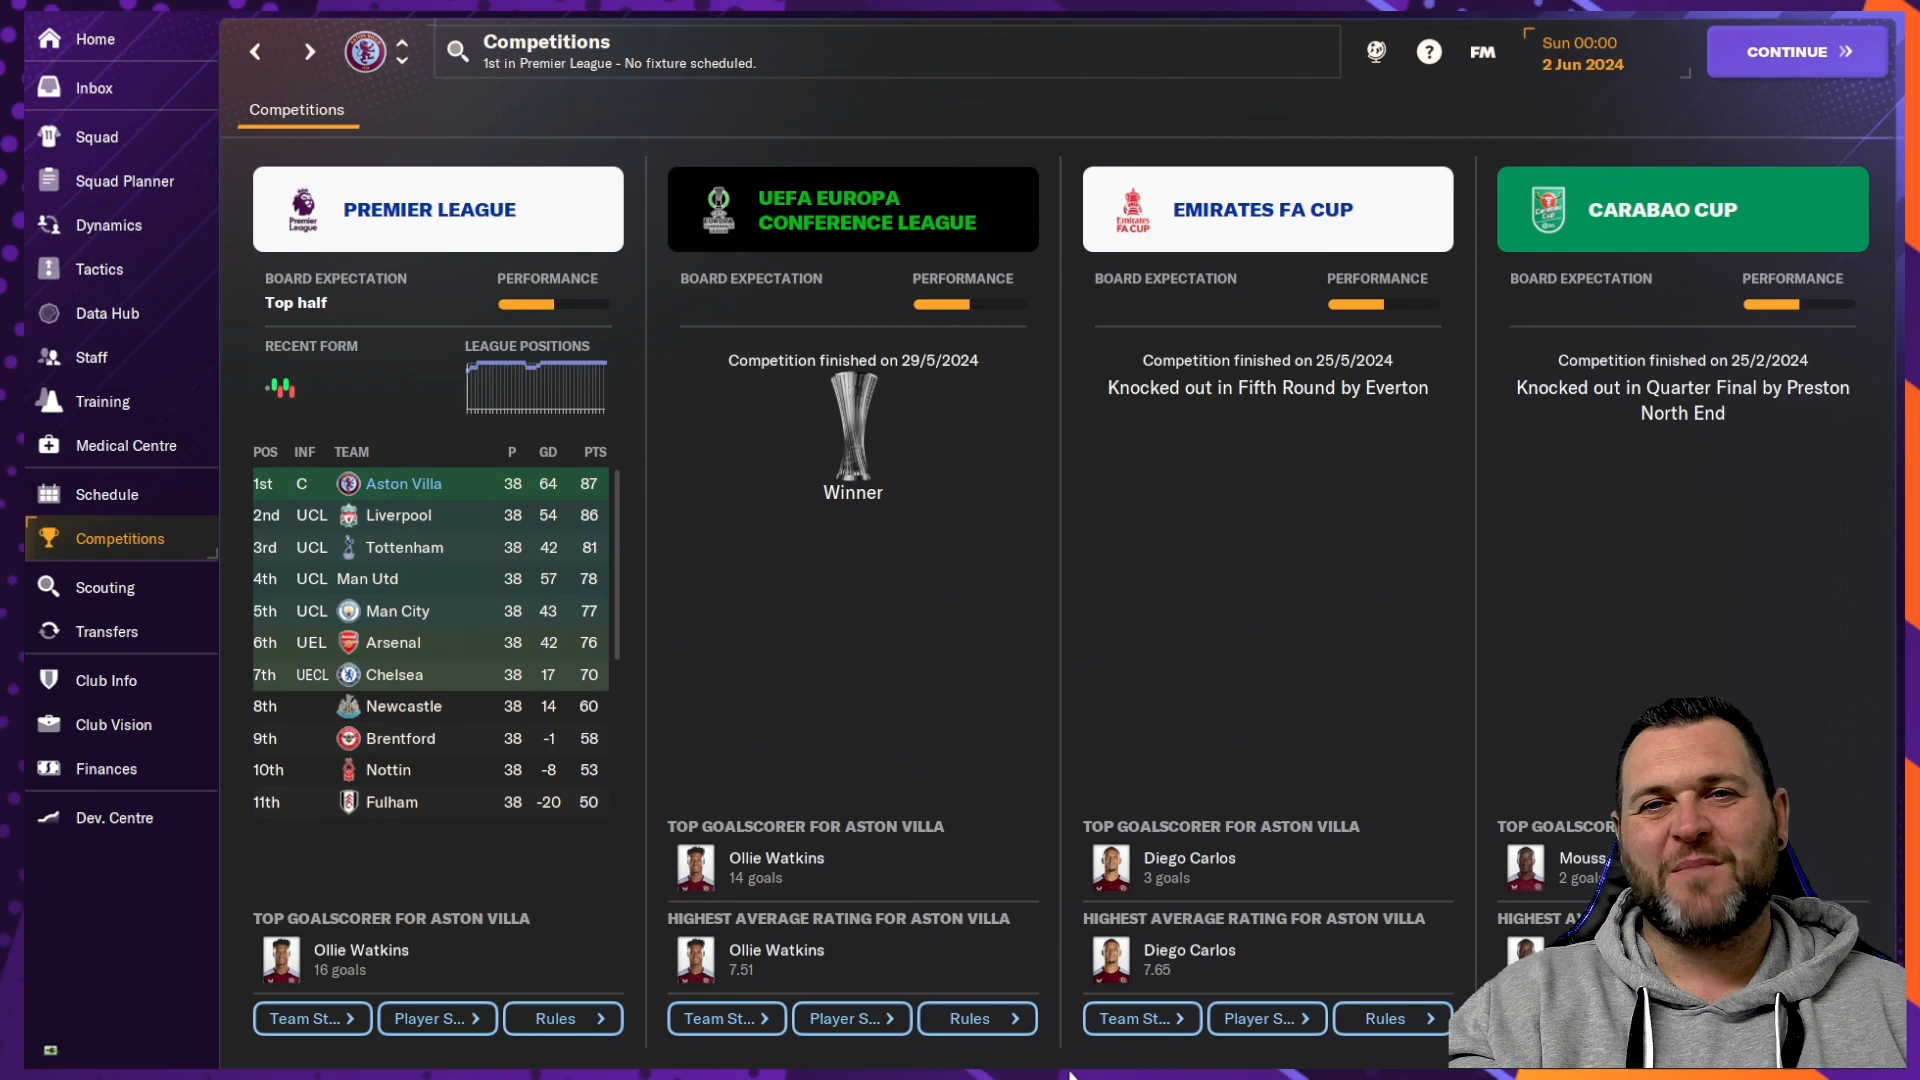 Home
Inbox
Squad
Squad Planner
Dynamics
Tactics
Data Hub
Staff
Training
Medical Centre
Schedule
Competitions
Scouting
Transfers
Club Info
Club Vision
Finances
Dev. Centre
Competitions
1st in Premier League - No fixture scheduled.
?
FM
Sun 00:00
2 Jun 2024
CONTINUE
Competitions
Premier League
PREMIER LEAGUE
BOARD EXPECTATION PERFORMANCE
Top half
RECENT FORM LEAGUE POSITIONS
POS INF TEAM P GD PTS
1st C Aston Villa 38 64 87
2nd UCL Liverpool 38 54 86
3rd UCL Tottenham 38 42 81
4th UCL Man Utd 38 57 78
5th UCL Man City 38 43 77
6th UEL Arsenal 38 42 76
7th UECL Chelsea 38 17 70
8th Newcastle 38 14 60
9th Brentford 38 -1 58
10th Nottin 38 -8 53
11th Fulham 38 -20 50
TOP GOALSCORER FOR ASTON VILLA
Ollie Watkins
16 goals
Team St... Player S... Rules
UEFA EUROPA
CONFERENCE LEAGUE
BOARD EXPECTATION PERFORMANCE
Competition finished on 29/5/2024
Winner
TOP GOALSCORER FOR ASTON VILLA
Ollie Watkins
14 goals
HIGHEST AVERAGE RATING FOR ASTON VILLA
Ollie Watkins
7.51
Team St... Player S... Rules
Emirates
FA CUP
EMIRATES FA CUP
BOARD EXPECTATION PERFORMANCE
Competition finished on 25/5/2024
Knocked out in Fifth Round by Everton
TOP GOALSCORER FOR ASTON VILLA
Diego Carlos
3 goals
HIGHEST AVERAGE RATING FOR ASTON VILLA
Diego Carlos
7.65
Team St... Player S... Rules
CARABAO CUP
BOARD EXPECTATION PERFORMANCE
Competition finished on 25/2/2024
Knocked out in Quarter Final by Preston
North End
TOP GOALSCOR
Mouss
2 goals
HIGHEST AV